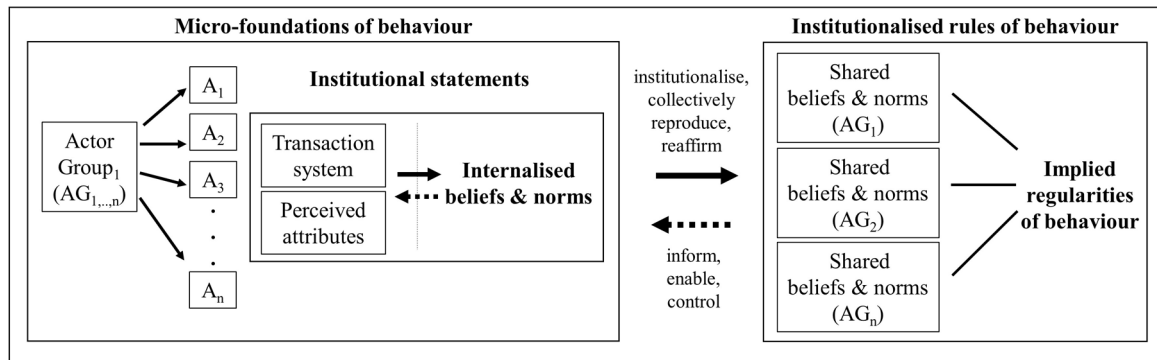 Micro-foundations of behaviour
Institutional statements
Actor
Group₁
(AG₁,..,ₙ)
A₁
A₂
A₃
.
.
.
Aₙ
Transaction
system
Perceived
attributes
Internalised
beliefs & norms
institutionalise,
collectively
reproduce,
reaffirm
inform,
enable,
control
Institutionalised rules of behaviour
Shared
beliefs & norms
(AG₁)
Shared
beliefs & norms
(AG₂)
Shared
beliefs & norms
(AGₙ)
Implied
regularities
of behaviour